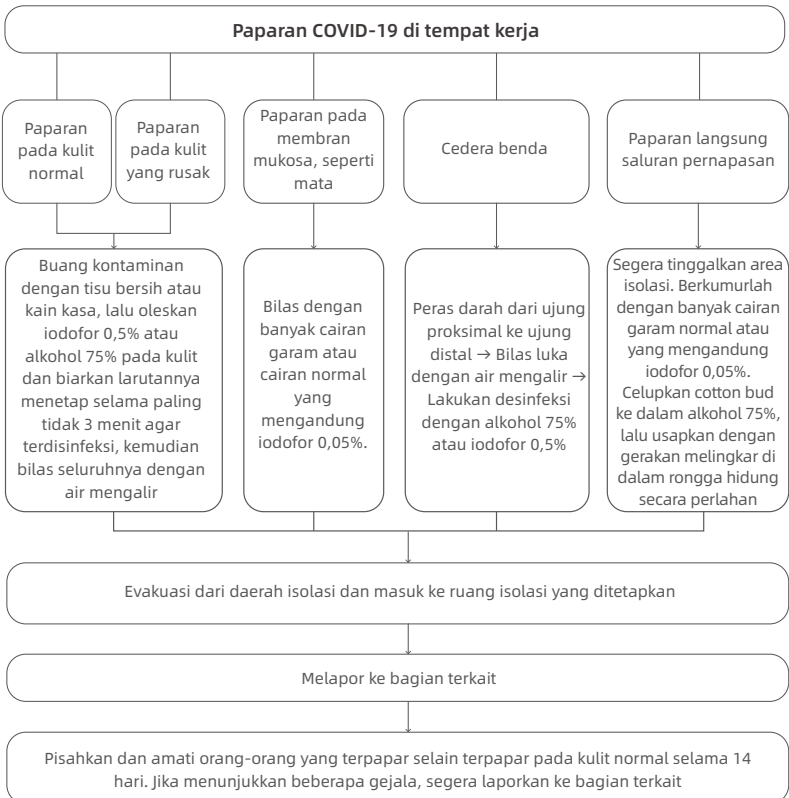 Paparan COVID-19 di tempat kerja
Paparan
pada kulit
normal
Paparan
pada kulit
yang rusak
Paparan pada
membran
mukosa, seperti
mata
Cedera benda
Paparan langsung
saluran pernapasan
Buang kontaminan
dengan tisu bersih atau
kain kasa, lalu oleskan
iodofor 0,5% atau
alkohol 75% pada kulit
dan biarkan larutannya
menetap selama paling
tidak 3 menit agar
terdisinfeksi, kemudian
bilas seluruhnya dengan
air mengalir
Bilas dengan
banyak cairan
garam atau
cairan normal
yang
mengandung
iodofor 0,05%.
Peras darah dari ujung
proksimal ke ujung
distal → Bilas luka
dengan air mengalir →
Lakukan desinfeksi
dengan alkohol 75%
atau iodofor 0,5%
Segera tinggalkan area
isolasi. Berkumurlah
dengan banyak cairan
garam normal atau
yang mengandung
iodofor 0,05%.
Celupkan cotton bud
ke dalam alkohol 75%,
lalu usapkan dengan
gerakan melingkar di
dalam rongga hidung
secara perlahan
Evakuasi dari daerah isolasi dan masuk ke ruang isolasi yang ditetapkan
Melapor ke bagian terkait
Pisahkan dan amati orang-orang yang terpapar selain terpapar pada kulit normal selama 14
hari. Jika menunjukkan beberapa gejala, segera laporkan ke bagian terkait